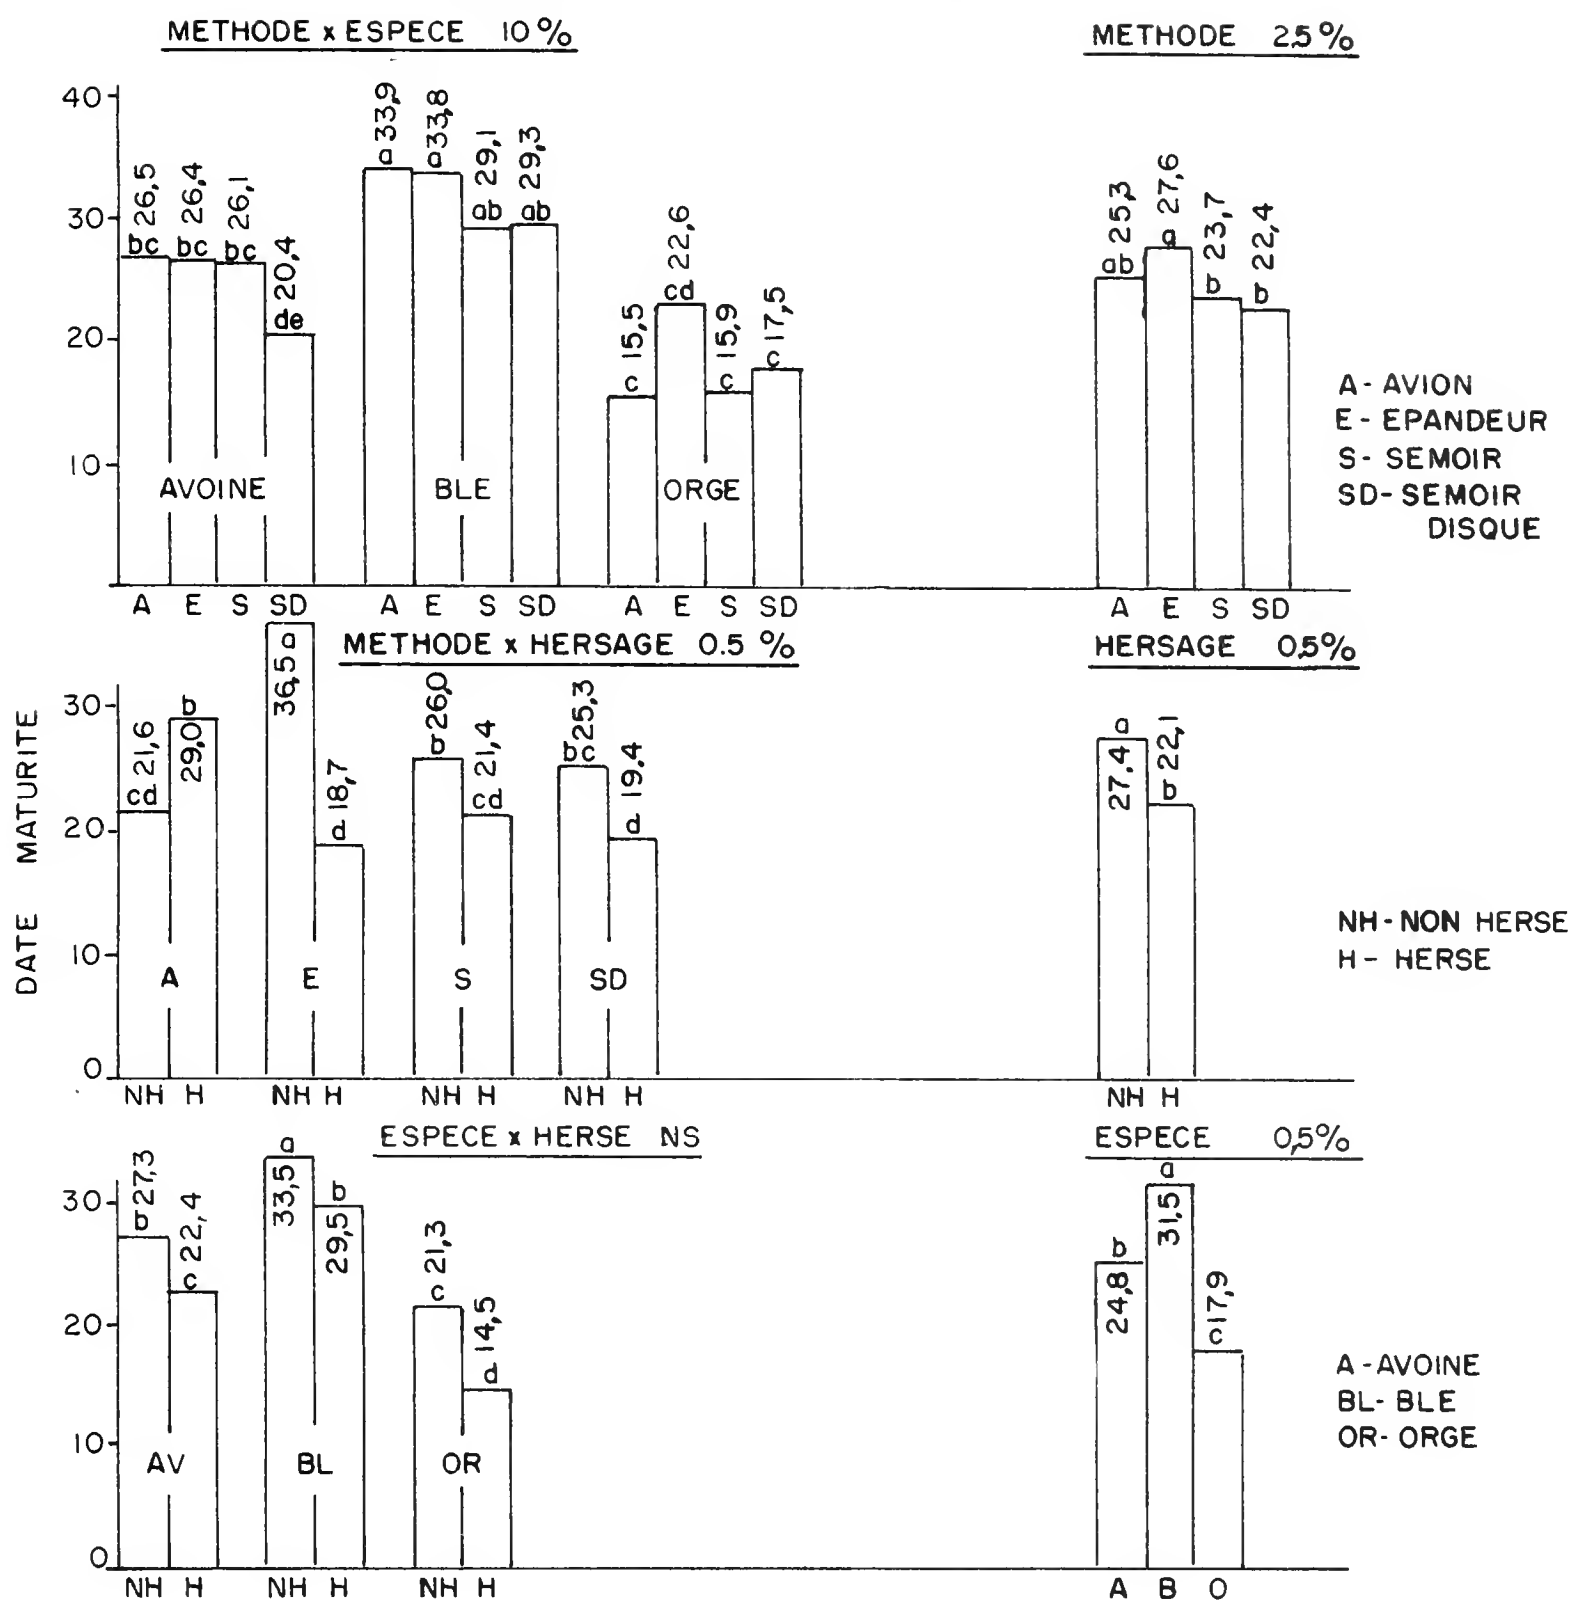 METHODE x ESPECE 10%
METHODE 2.5%
40
30
20
10
bc 26,5
bc 26,4
bc 26,1
de 20,4
a 33,9
a 33,8
ab 29,1
ab 29,3
c 15,5
cd 22,6
c 15,9
c 17,5
ab 25,3
a 27,6
b 23,7
b 22,4
AVOINE
BLE
ORGE
A E S SD A E S SD A E S SD
A E S SD
A - AVION
E - EPANDEUR
S - SEMOIR
SD - SEMOIR
DISQUE
METHODE x HERSAGE 0.5 %
HERSAGE 0.5%
DATE MATURITE
30
20
10
0
cd 21,6
b 29,0
a 36,5
d 18,7
b 26,0
cd 21,4
bc 25,3
d 19,4
a 27,4
b 22,1
A E S SD
NH H NH H NH H NH H
NH H
NH - NON HERSE
H - HERSE
ESPECE x HERSE NS
ESPECE 0,5%
30
20
10
0
b 27,3
c 22,4
a 33,5
b 29,5
c 21,3
d 14,5
b 24,8
a 31,5
c 17,9
AV BL OR
NH H NH H NH H
A B O
A - AVOINE
BL - BLE
OR - ORGE